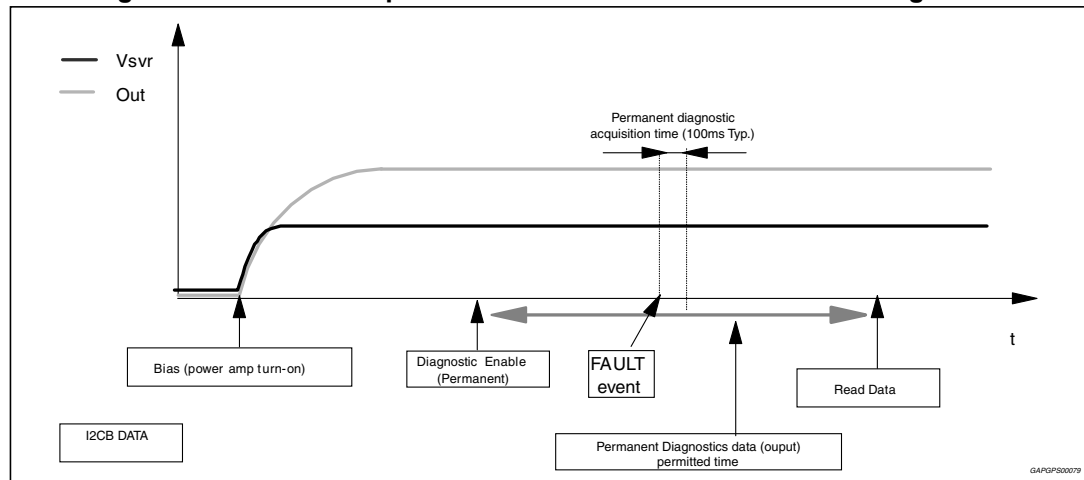 Vsvr
Out
Permanent diagnostic
acquisition time (100ms Typ.)
t
Bias (power amp turn-on)
Diagnostic Enable
(Permanent)
FAULT
event
Read Data
Permanent Diagnostics data (ouput)
permitted time
I2CB DATA
GAPGPS00079